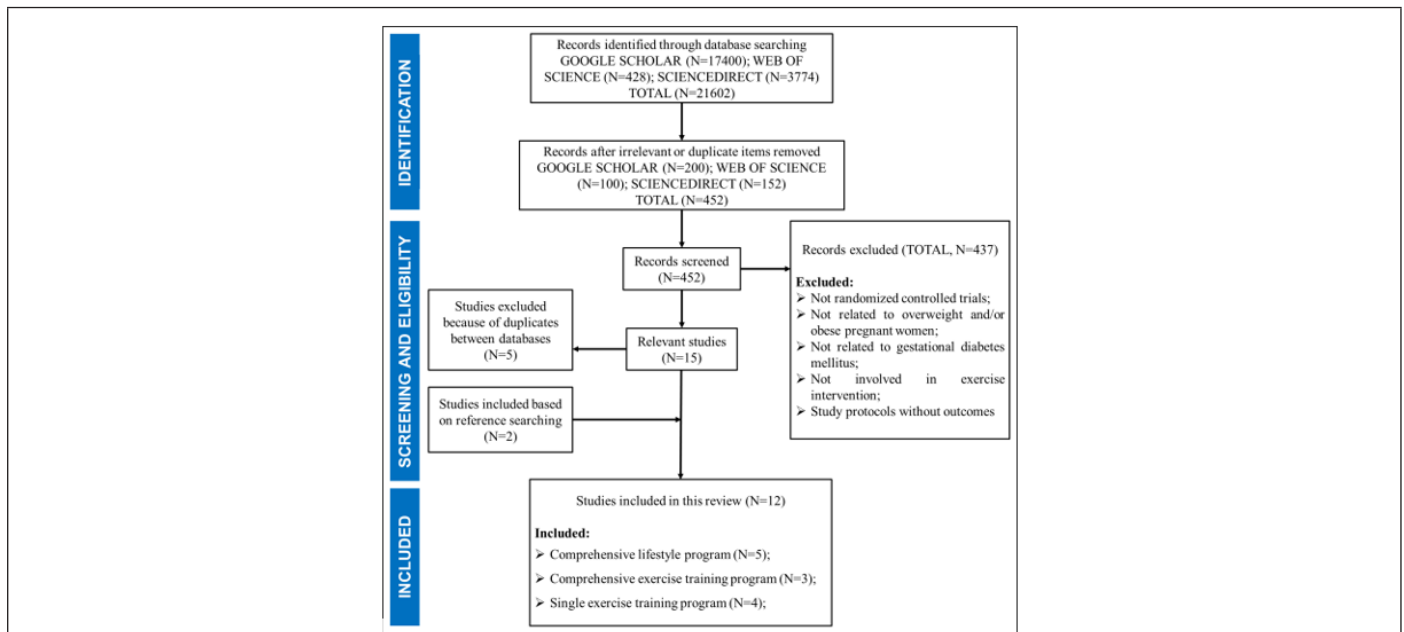 IDENTIFICATION
Records identified through database searching
GOOGLE SCHOLAR (N=17400); WEB OF
SCIENCE (N=428); SCIENCEDIRECT (N=3774)
TOTAL (N=21602)
Records after irrelevant or duplicate items removed
GOOGLE SCHOLAR (N=200); WEB OF SCIENCE
(N=100); SCIENCEDIRECT (N=152)
TOTAL (N=452)
SCREENING AND ELIGIBILITY
Records screened
(N=452)
Records excluded (TOTAL, N=437)
Excluded:
➢ Not randomized controlled trials;
➢ Not related to overweight and/or
obese pregnant women;
➢ Not related to gestational diabetes
mellitus;
➢ Not involved in exercise
intervention;
➢ Study protocols without outcomes
Studies excluded
because of duplicates
between databases
(N=5)
Relevant studies
(N=15)
Studies included based
on reference searching
(N=2)
INCLUDED
Studies included in this review (N=12)
Included:
➢ Comprehensive lifestyle program (N=5);
➢ Comprehensive exercise training program (N=3);
➢ Single exercise training program (N=4);